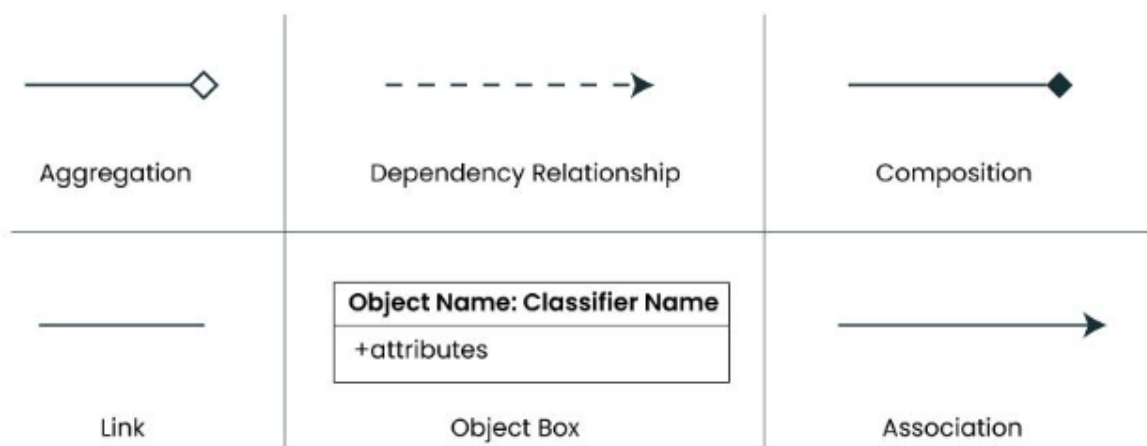 Aggregation
Dependency Relationship
Composition
Object Name: Classifier Name
+attributes
Link
Object Box
Association